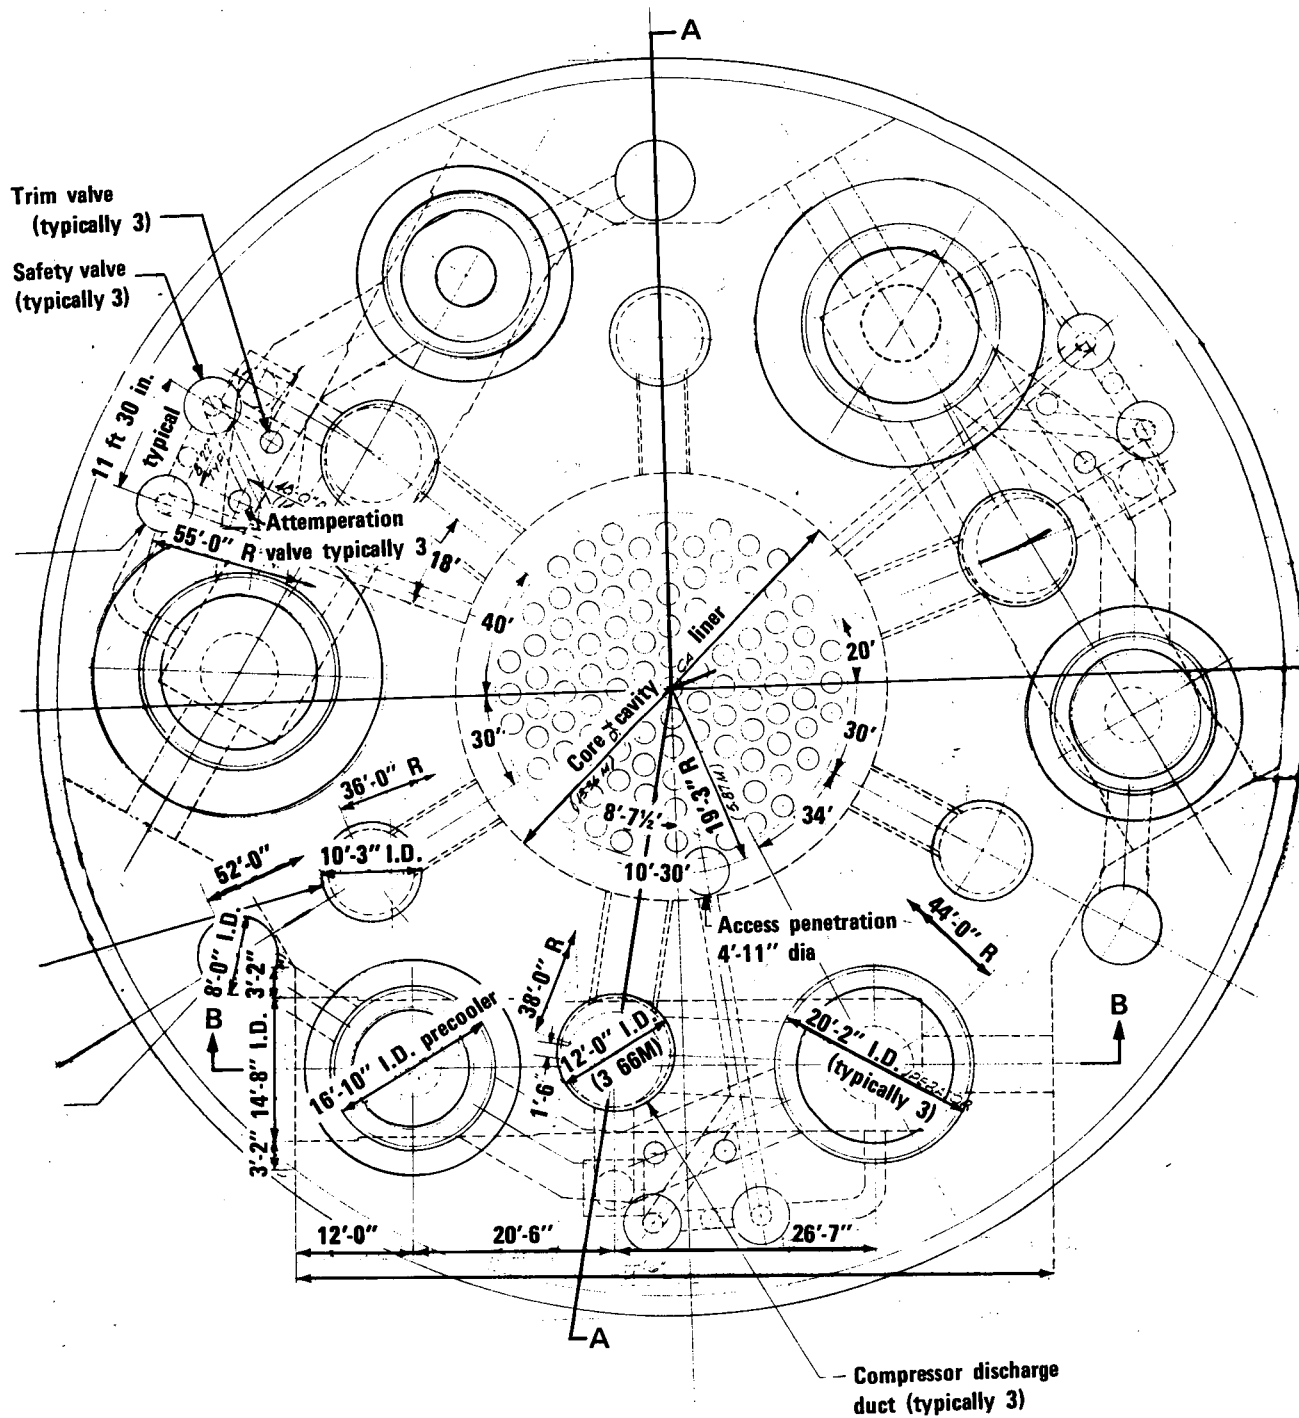 A
Trim valve
(typically 3)
Safety valve
(typically 3)
11 ft 30 in.
typical
Attemperation
valve typically 3
55'-0" R
18'
40'
liner
20'
Core
cavity
30'
30'
36'-0" R
19'-3" R
8'-7½'
34'
52'-0"
10'-3" I.D.
10'-30'
Access penetration
4'-11" dia
44'-0" R
8'-0" I.D.
3'-2"
38'-0" R
B
B
14'-8" I.D.
16'-10" I.D. precooler
12'-0" I.D.
(3 66M)
20'-2" I.D.
(typically 3)
1'-6"
3'-2"
12'-0"
20'-6"
26'-7"
A
Compressor discharge
duct (typically 3)